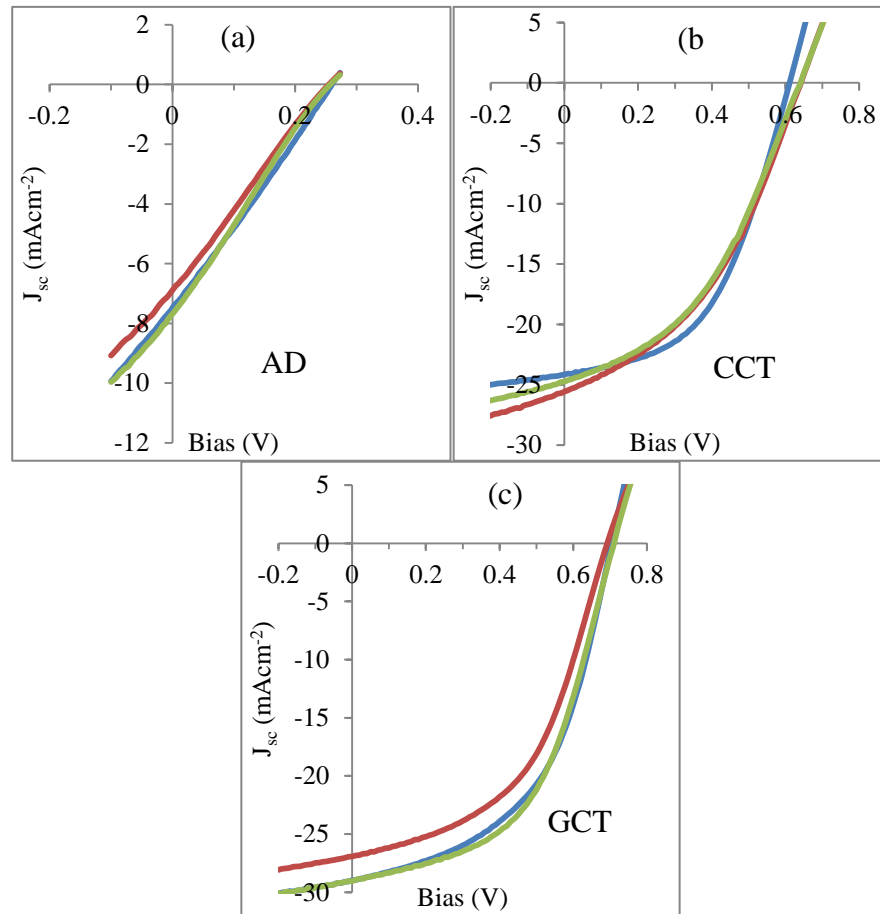 (a)
2
0
-2
-4
-6
-8
-10
-12
-0.2 0 0.2 0.4
J_sc (mAcm⁻²)
Bias (V)
AD
(b)
5
0
-5
-10
-15
-20
-25
-30
-0.2 0 0.2 0.4 0.6 0.8
J_sc (mAcm⁻²)
Bias (V)
CCT
(c)
5
0
-5
-10
-15
-20
-25
-30
-0.2 0 0.2 0.4 0.6 0.8
J_sc (mAcm⁻²)
Bias (V)
GCT